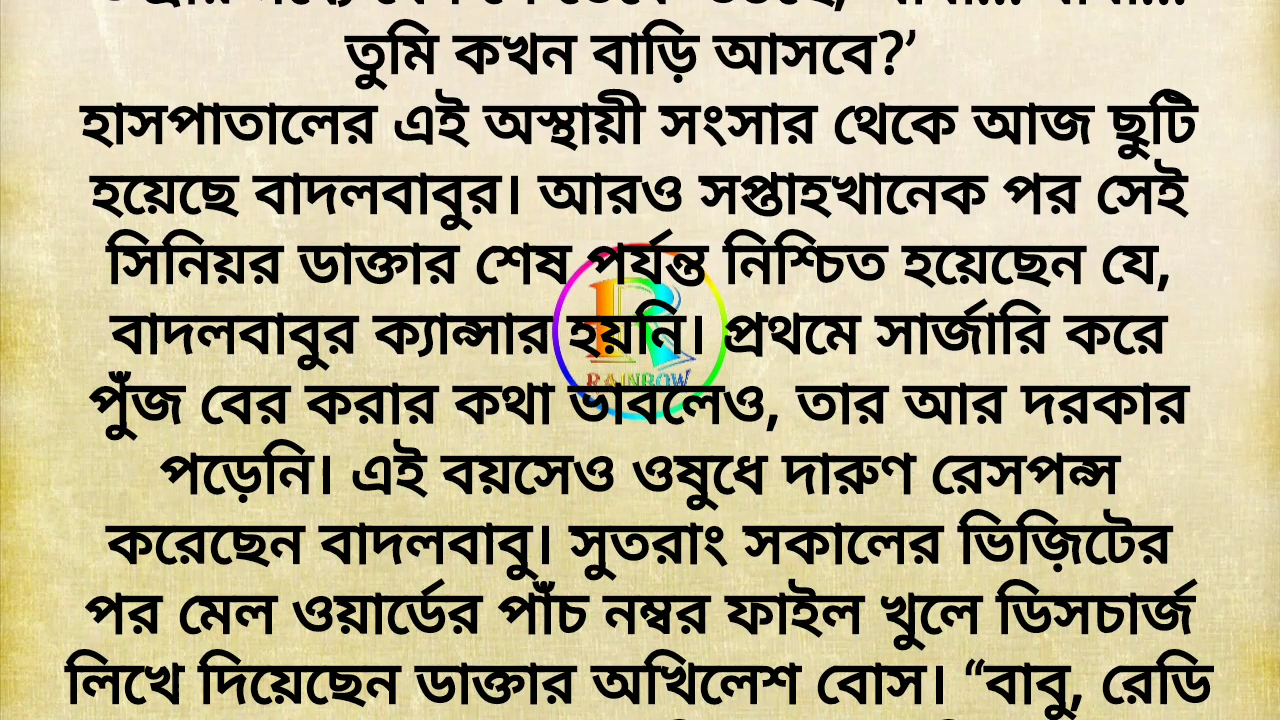 তুমি কখন বাড়ি আসবে?’
হাসপাতালের এই অস্থায়ী সংসার থেকে আজ ছুটি
হয়েছে বাদলবাবুর। আরও সপ্তাহখানেক পর সেই
সিনিয়র ডাক্তার শেষ পর্যন্ত নিশ্চিত হয়েছেন যে,
বাদলবাবুর ক্যান্সার হয়নি। প্রথমে সার্জারি করে
RAINBOW
পুঁজ বের করার কথা ভাবলেও, তার আর দরকার
পড়েনি। এই বয়সেও ওষুধে দারুণ রেসপন্স
করেছেন বাদলবাবু। সুতরাং সকালের ভিজ়িটের
পর মেল ওয়ার্ডের পাঁচ নম্বর ফাইল খুলে ডিসচার্জ
লিখে দিয়েছেন ডাক্তার অখিলেশ বোস। “বাবু, রেডি